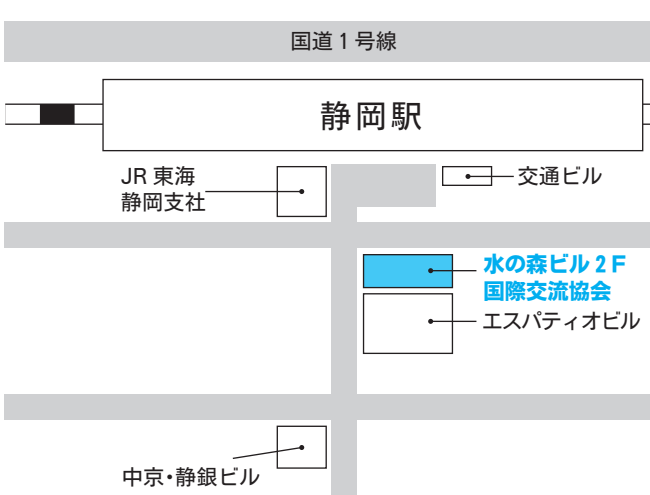 国道1号線
静岡駅
JR 東海
静岡支社
交通ビル
水の森ビル2F
国際交流協会
エスパティオビル
中京・静銀ビル